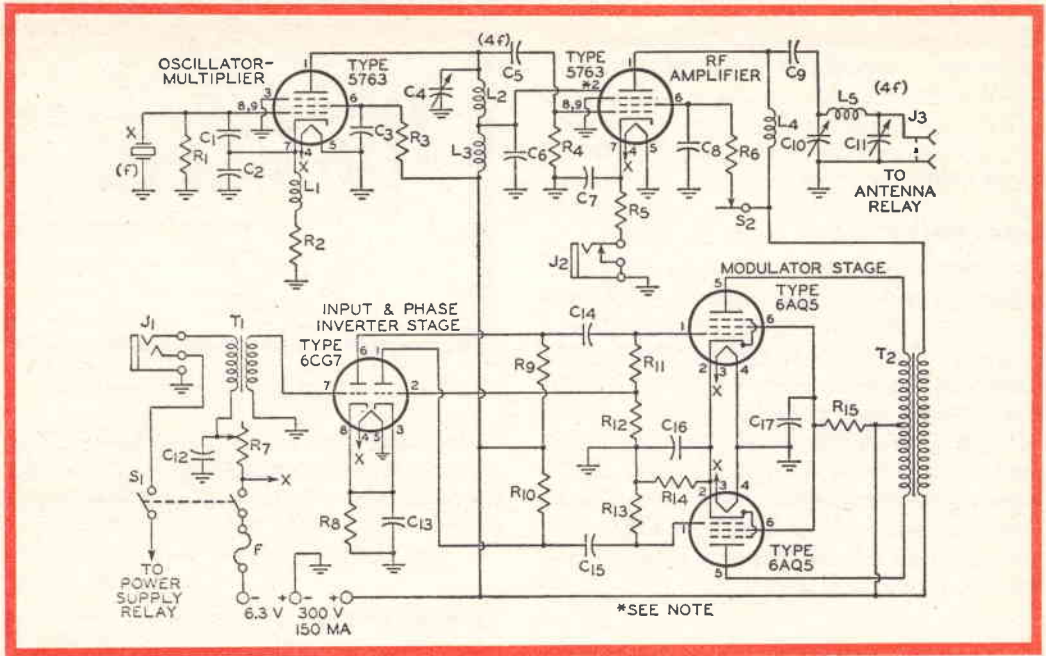 OSCILLATOR-
MULTIPLIER
TYPE
5763
(4f)
C5
TYPE
5763
*2
RF
AMPLIFIER
C9
(4f)
L5
J3
1
3
8,9
6
7
4
5
X
(f)
R1
C1
C2
X
L1
R2
C3
R3
C4
L2
L3
C6
R4
C7
1
8,9
6
7
4
5
X
R5
J2
C8
R6
S2
L4
C10
C11
TO
ANTENNA
RELAY
J1
T1
INPUT & PHASE
INVERTER STAGE
TYPE
6CG7
6
1
7
2
8
4
5
3
X
C12
R7
X
S1
F
TO
POWER
SUPPLY
RELAY
R8
C13
- 6.3 V + - 300 V +
150 MA
C14
R9
R10
C15
R11
R12
R13
C16
R14
MODULATOR STAGE
TYPE
6AQ5
5
1
6
2
3
4
X
C17
R15
T2
X
2
3
4
1
6
5
TYPE
6AQ5
*SEE NOTE